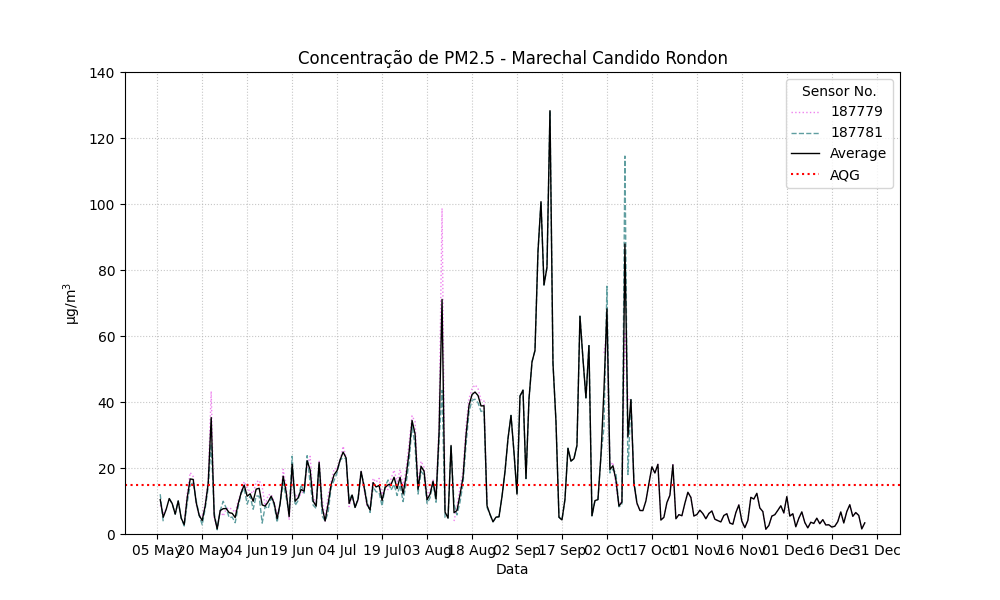 Concentração de PM2.5 - Marechal Candido Rondon
140
120
100
80
60
40
20
0
µg/m³
Sensor No.
187779
187781
Average
AQG
05 May
20 May
04 Jun
19 Jun
04 Jul
19 Jul
03 Aug
18 Aug
02 Sep
17 Sep
02 Oct
17 Oct
01 Nov
16 Nov
01 Dec
16 Dec
31 Dec
Data